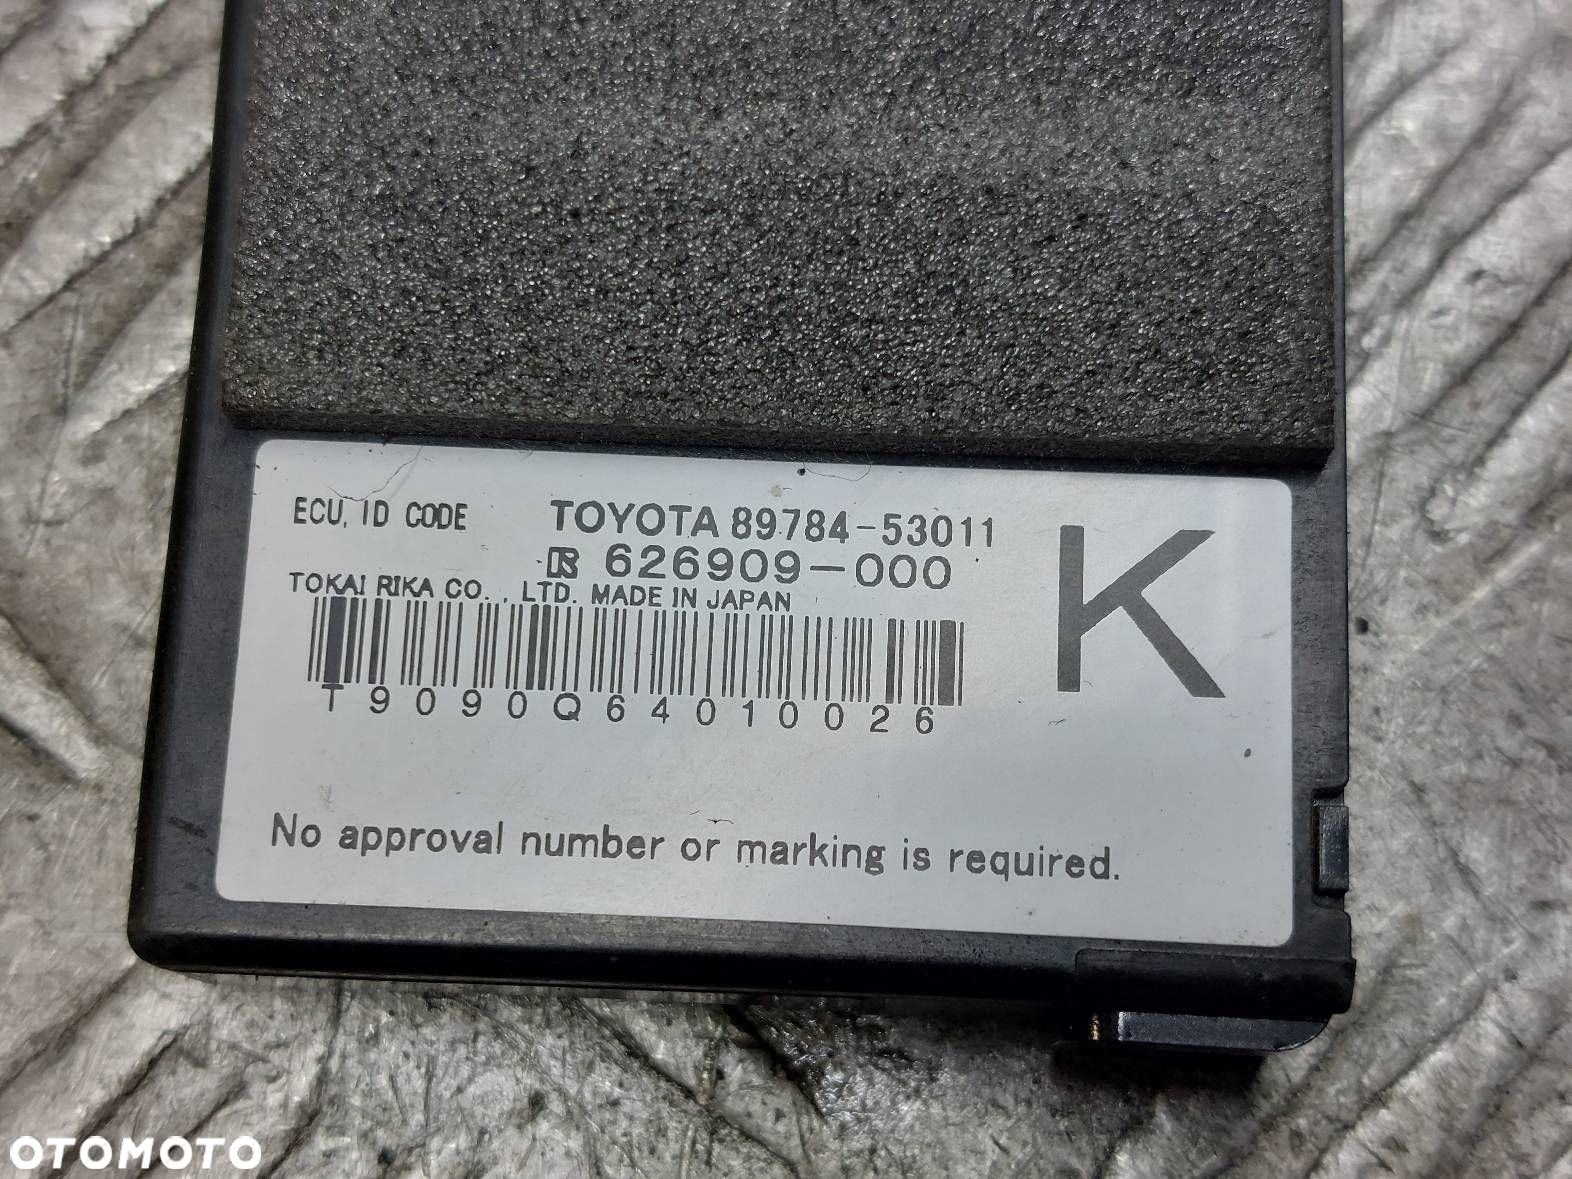 ECU, ID CODE TOYOTA 89784-53011
626909-000
TOKAI RIKA CO., LTD. MADE IN JAPAN
K
T9090Q64010026
No approval number or marking is required.
OTOMOTO